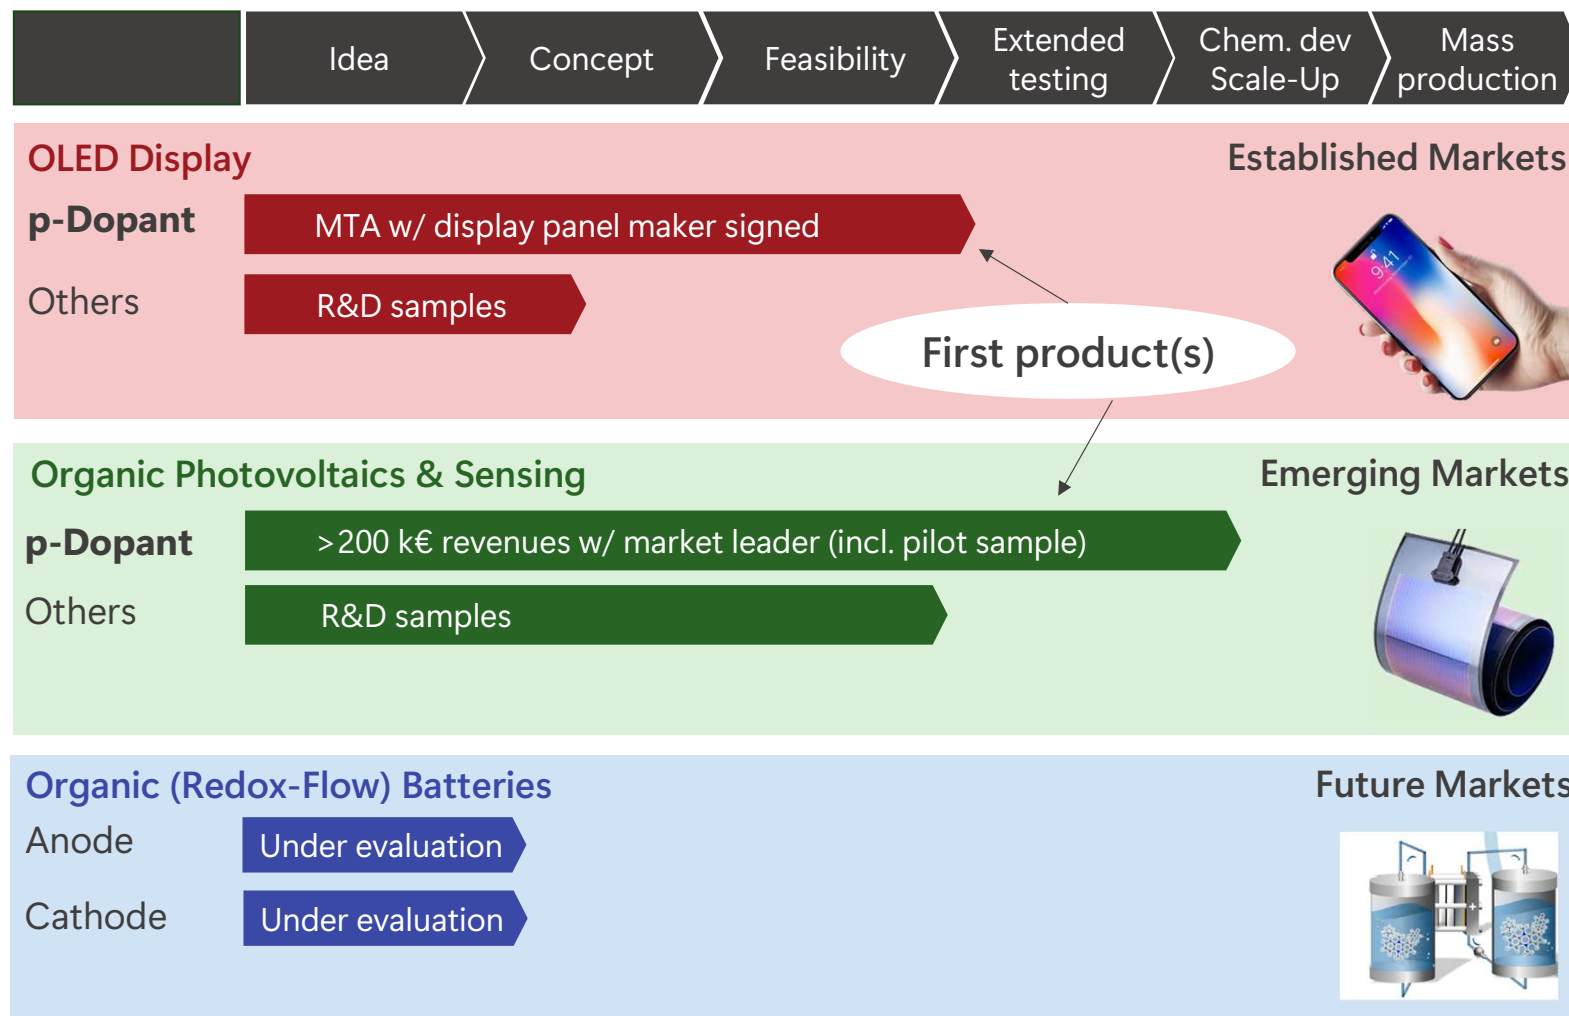 Idea
Concept
Feasibility
Extended
testing
Chem. dev
Scale-Up
Mass
production
OLED Display
Established Markets
p-Dopant
MTA w/ display panel maker signed
9:41
Others
R&D samples
First product(s)
Organic Photovoltaics & Sensing
Emerging Markets
p-Dopant
>200 k€ revenues w/ market leader (incl. pilot sample)
Others
R&D samples
Organic (Redox-Flow) Batteries
Future Markets
Anode
Under evaluation
Cathode
Under evaluation